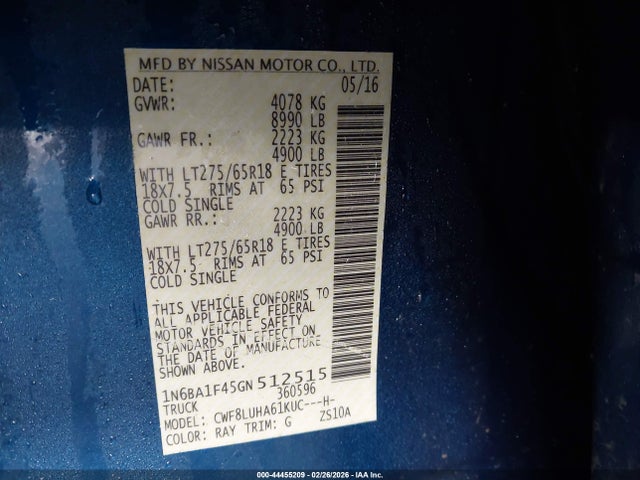 MFD BY NISSAN MOTOR CO., LTD.
DATE: 05/16
GVWR: 4078 KG
8990 LB
GAWR FR.: 2223 KG
4900 LB
WITH LT275/65R18 E TIRES
18X7.5 RIMS AT 65 PSI
COLD SINGLE
GAWR RR.: 2223 KG
4900 LB
WITH LT275/65R18 E TIRES
18X7.5 RIMS AT 65 PSI
COLD SINGLE
THIS VEHICLE CONFORMS TO
ALL APPLICABLE FEDERAL
MOTOR VEHICLE SAFETY
STANDARDS IN EFFECT ON
THE DATE OF MANUFACTURE
SHOWN ABOVE.
1N6BA1F45GN512515
TRUCK 360596
MODEL: CWF8LUHA61KUC---H-
COLOR: RAY TRIM: G ZS10A
000-44455209 - 02/26/2026 - IAA Inc.